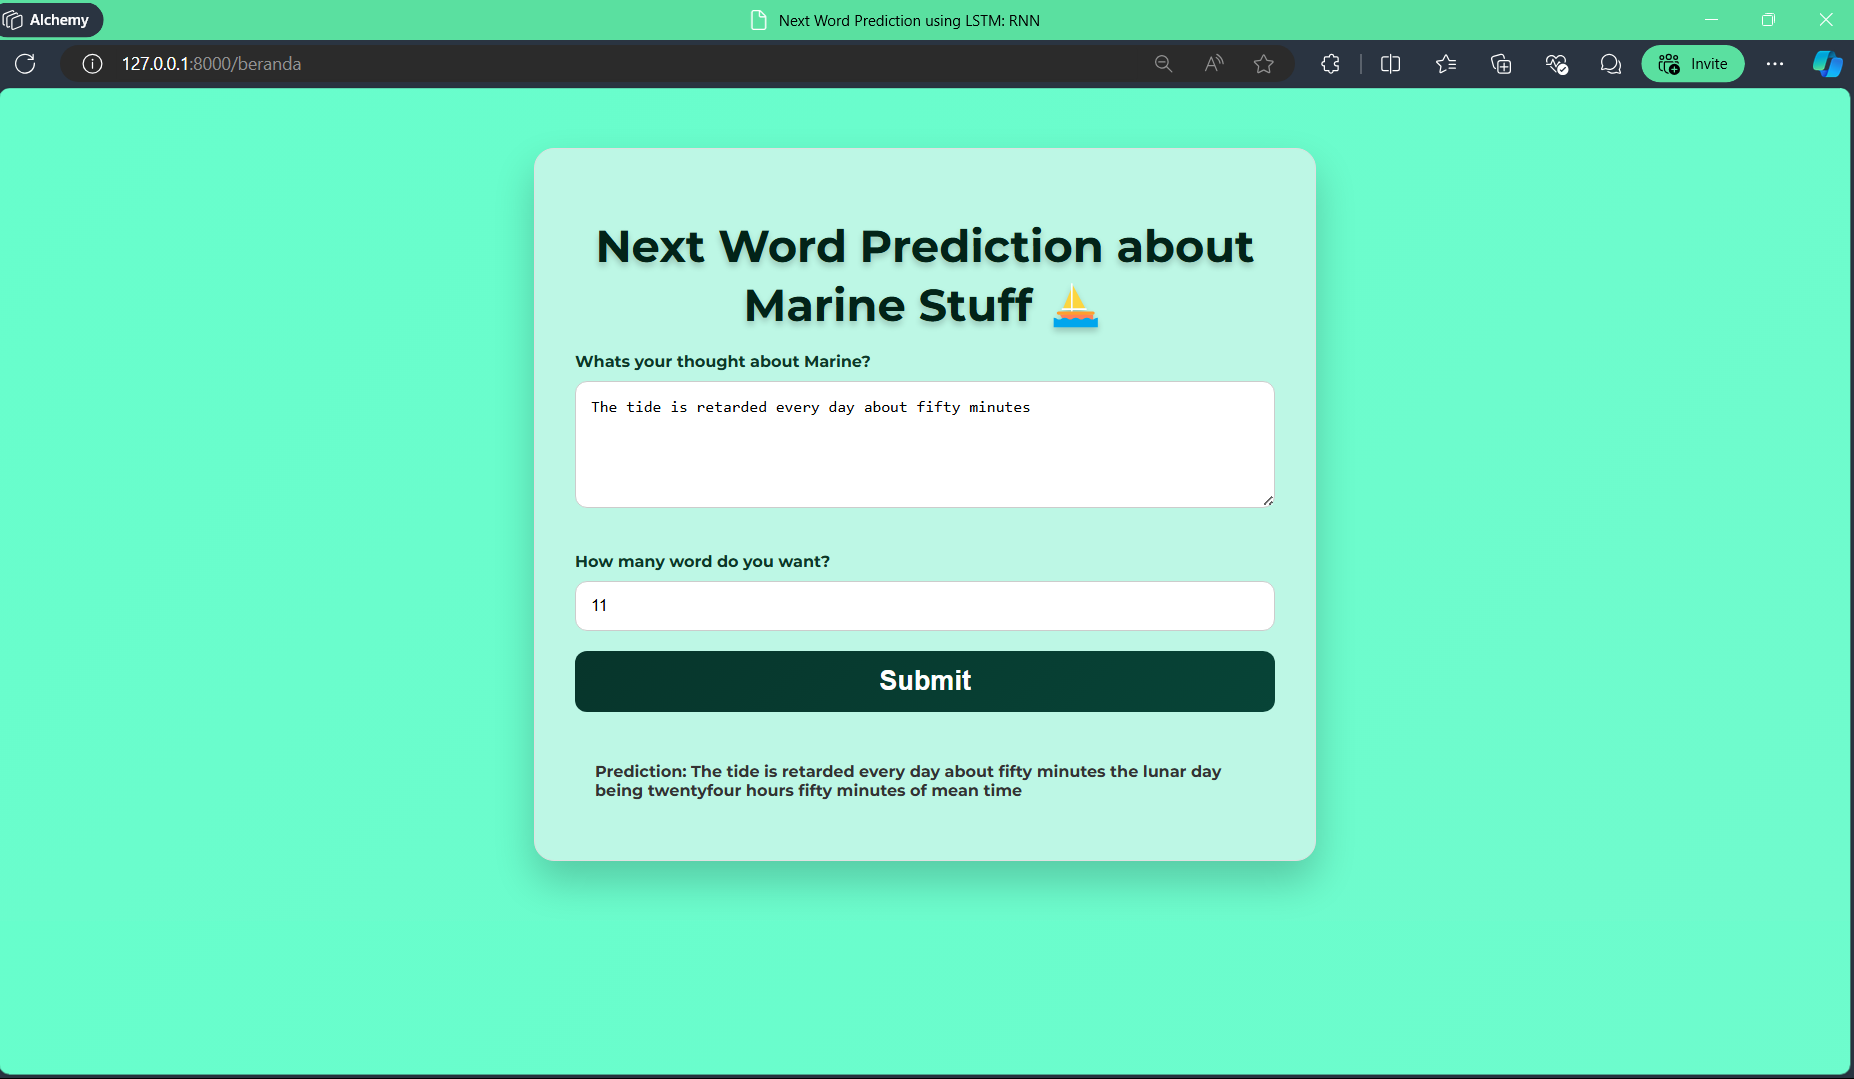 Alchemy
Next Word Prediction using LSTM: RNN
127.0.0.1:8000/beranda
Invite
Next Word Prediction about
Marine Stuff
Whats your thought about Marine?
The tide is retarded every day about fifty minutes
How many word do you want?
11
Submit
Prediction: The tide is retarded every day about fifty minutes the lunar day
being twentyfour hours fifty minutes of mean time